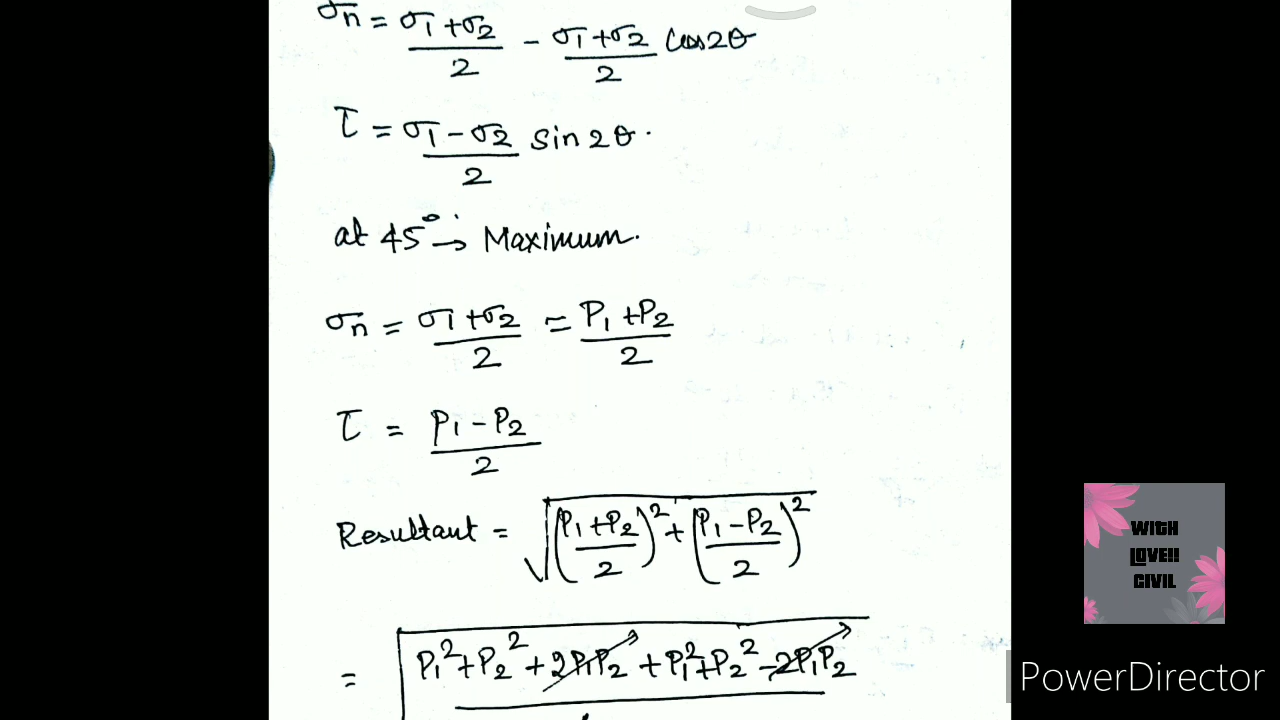 σn = σ1+σ2/2 - σ1+σ2/2 Cos2θ
τ = σ1-σ2/2 Sin 2θ.
at 45° → Maximum.
σn = σ1+σ2/2 = P1+P2/2
τ = P1-P2/2
Resultant = √(P1+P2/2)²+(P1-P2/2)²
= √P1²+P2²+2P1P2+P1²+P2²-2P1P2
WITH
LOVE!!
CIVIL
PowerDirector